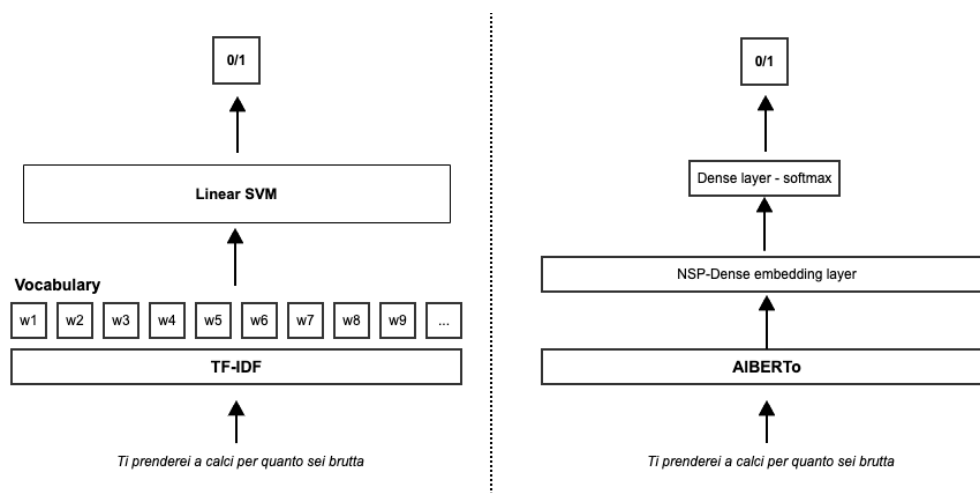 0/1
Linear SVM
Vocabulary
w1 w2 w3 w4 w5 w6 w7 w8 w9 ...
TF-IDF
Ti prenderei a calci per quanto sei brutta
0/1
Dense layer - softmax
NSP-Dense embedding layer
AlBERTo
Ti prenderei a calci per quanto sei brutta